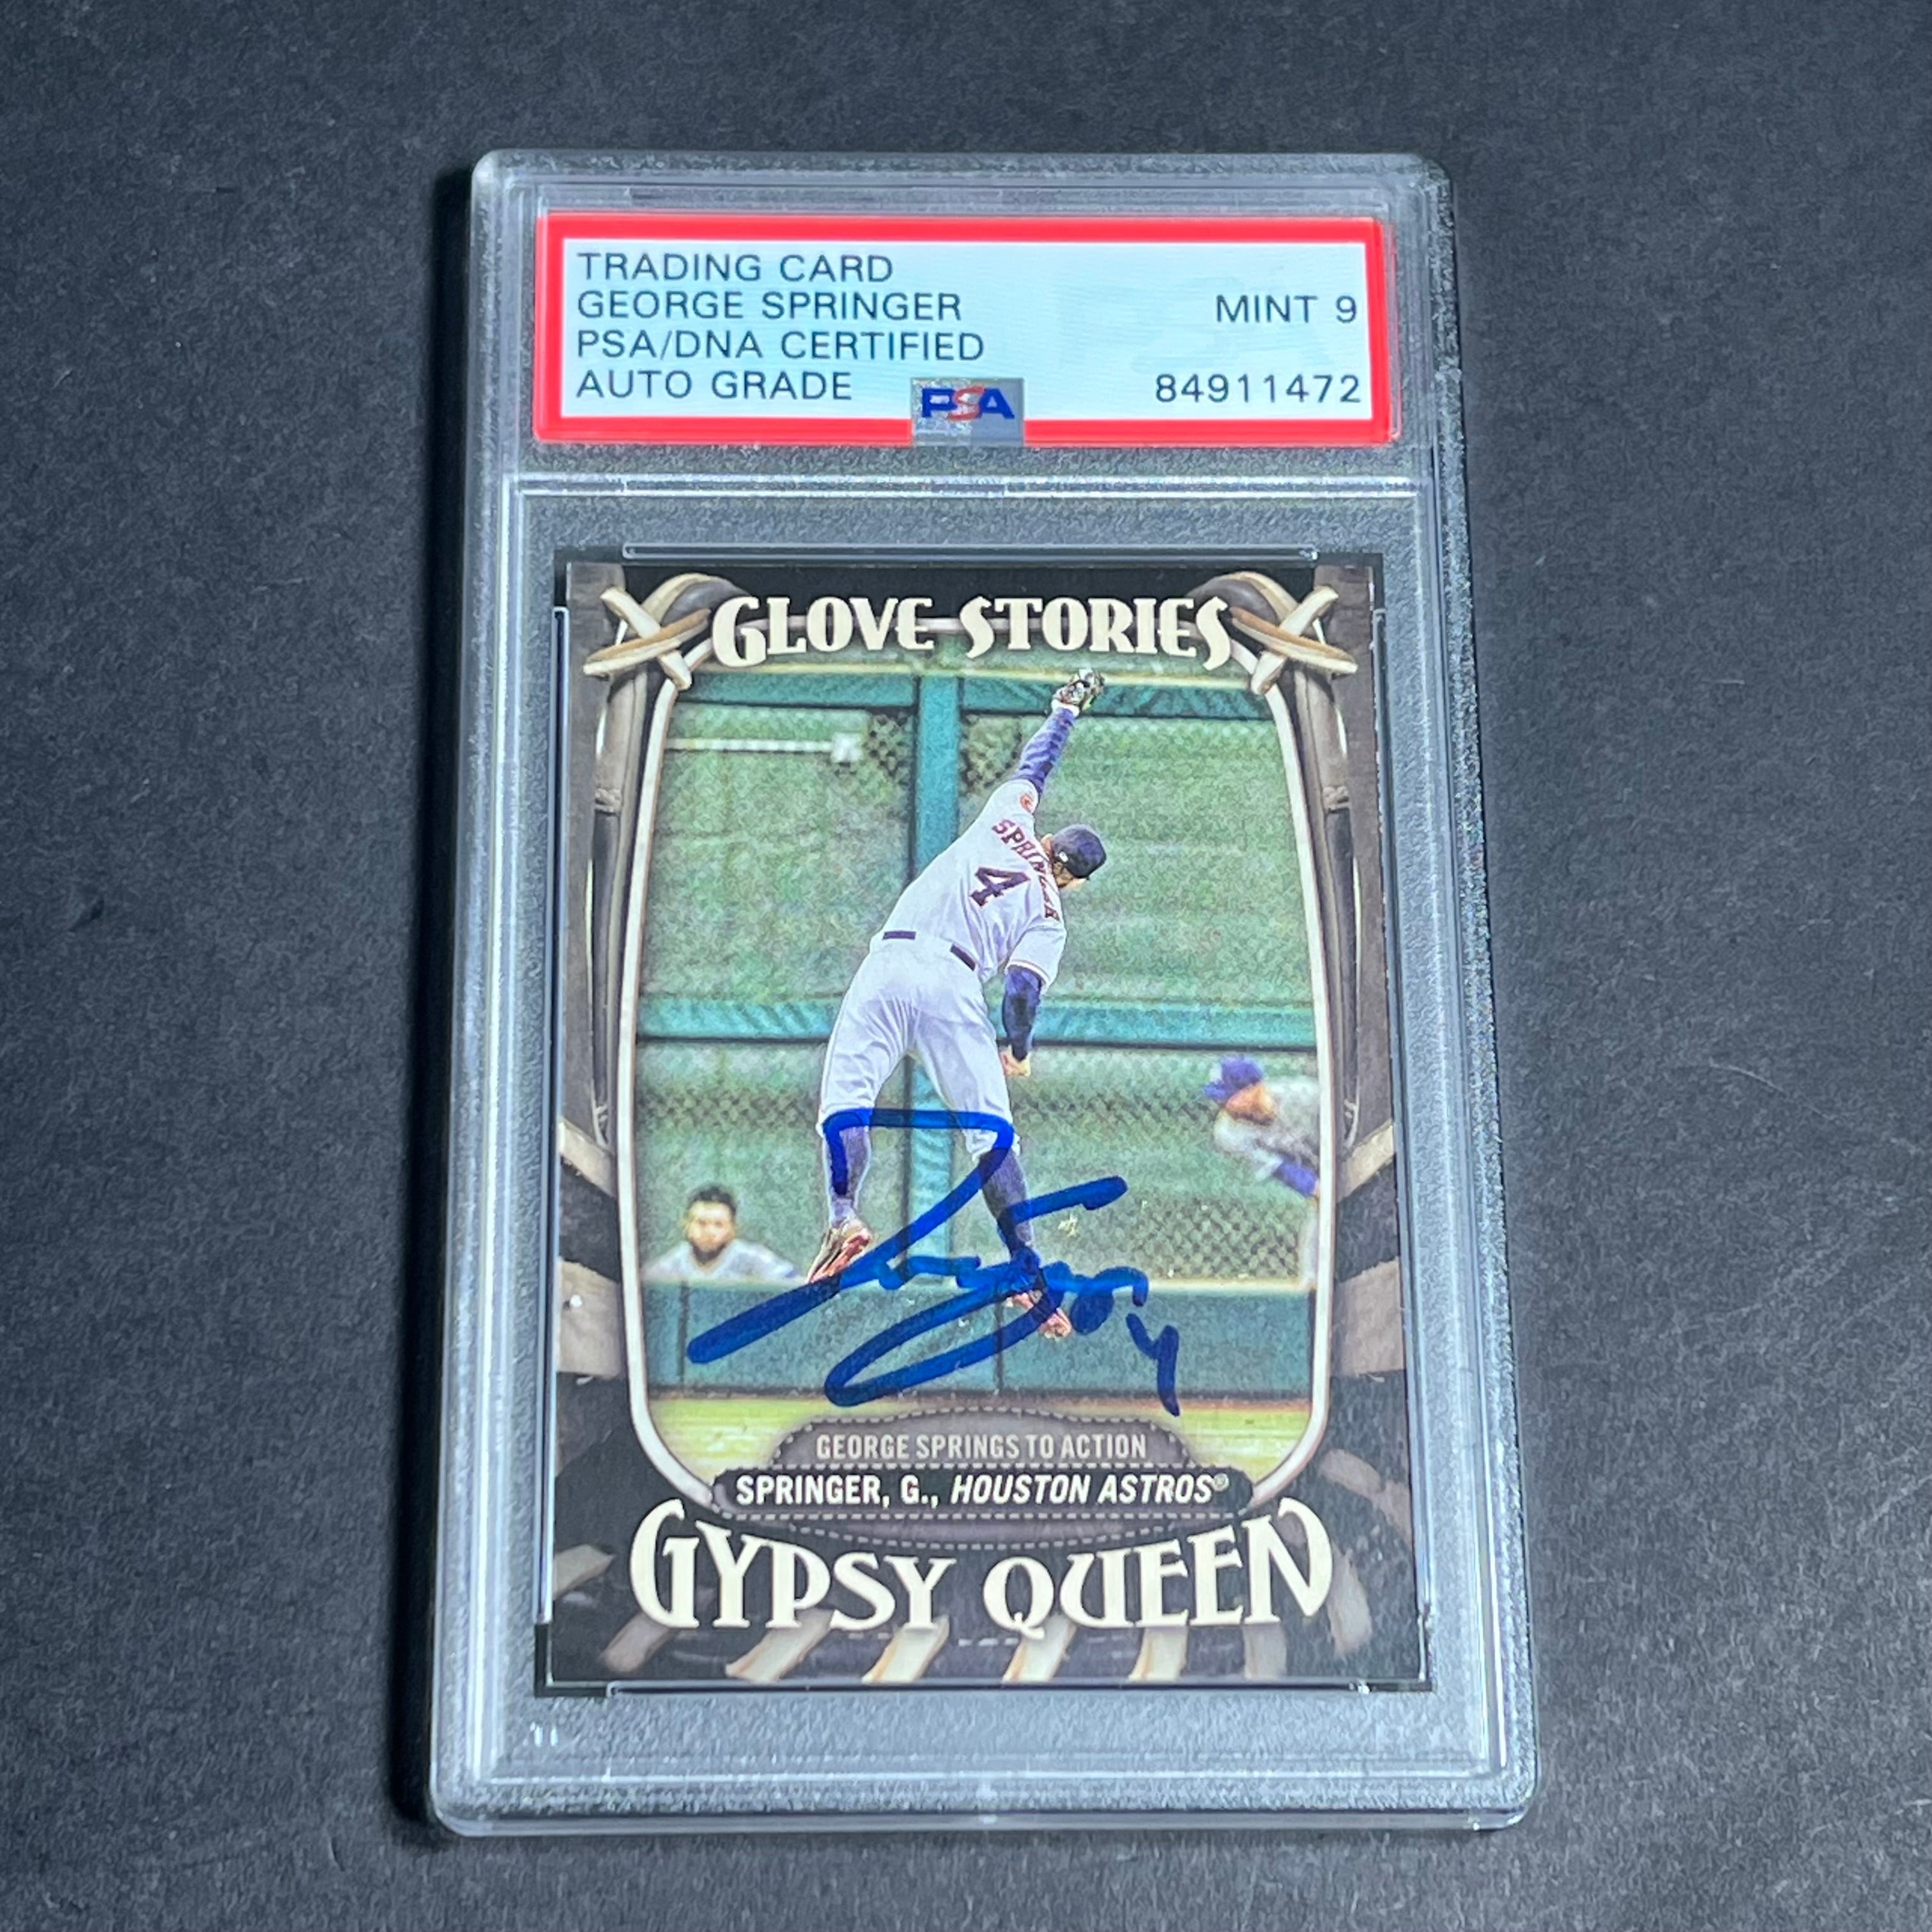 TRADING CARD
GEORGE SPRINGER MINT 9
PSA/DNA CERTIFIED
AUTO GRADE 84911472
PSA
GLOVE STORIES
SPRINGER
4
GEORGE SPRINGS TO ACTION
SPRINGER, G., HOUSTON ASTROS®
GYPSY QUEEN